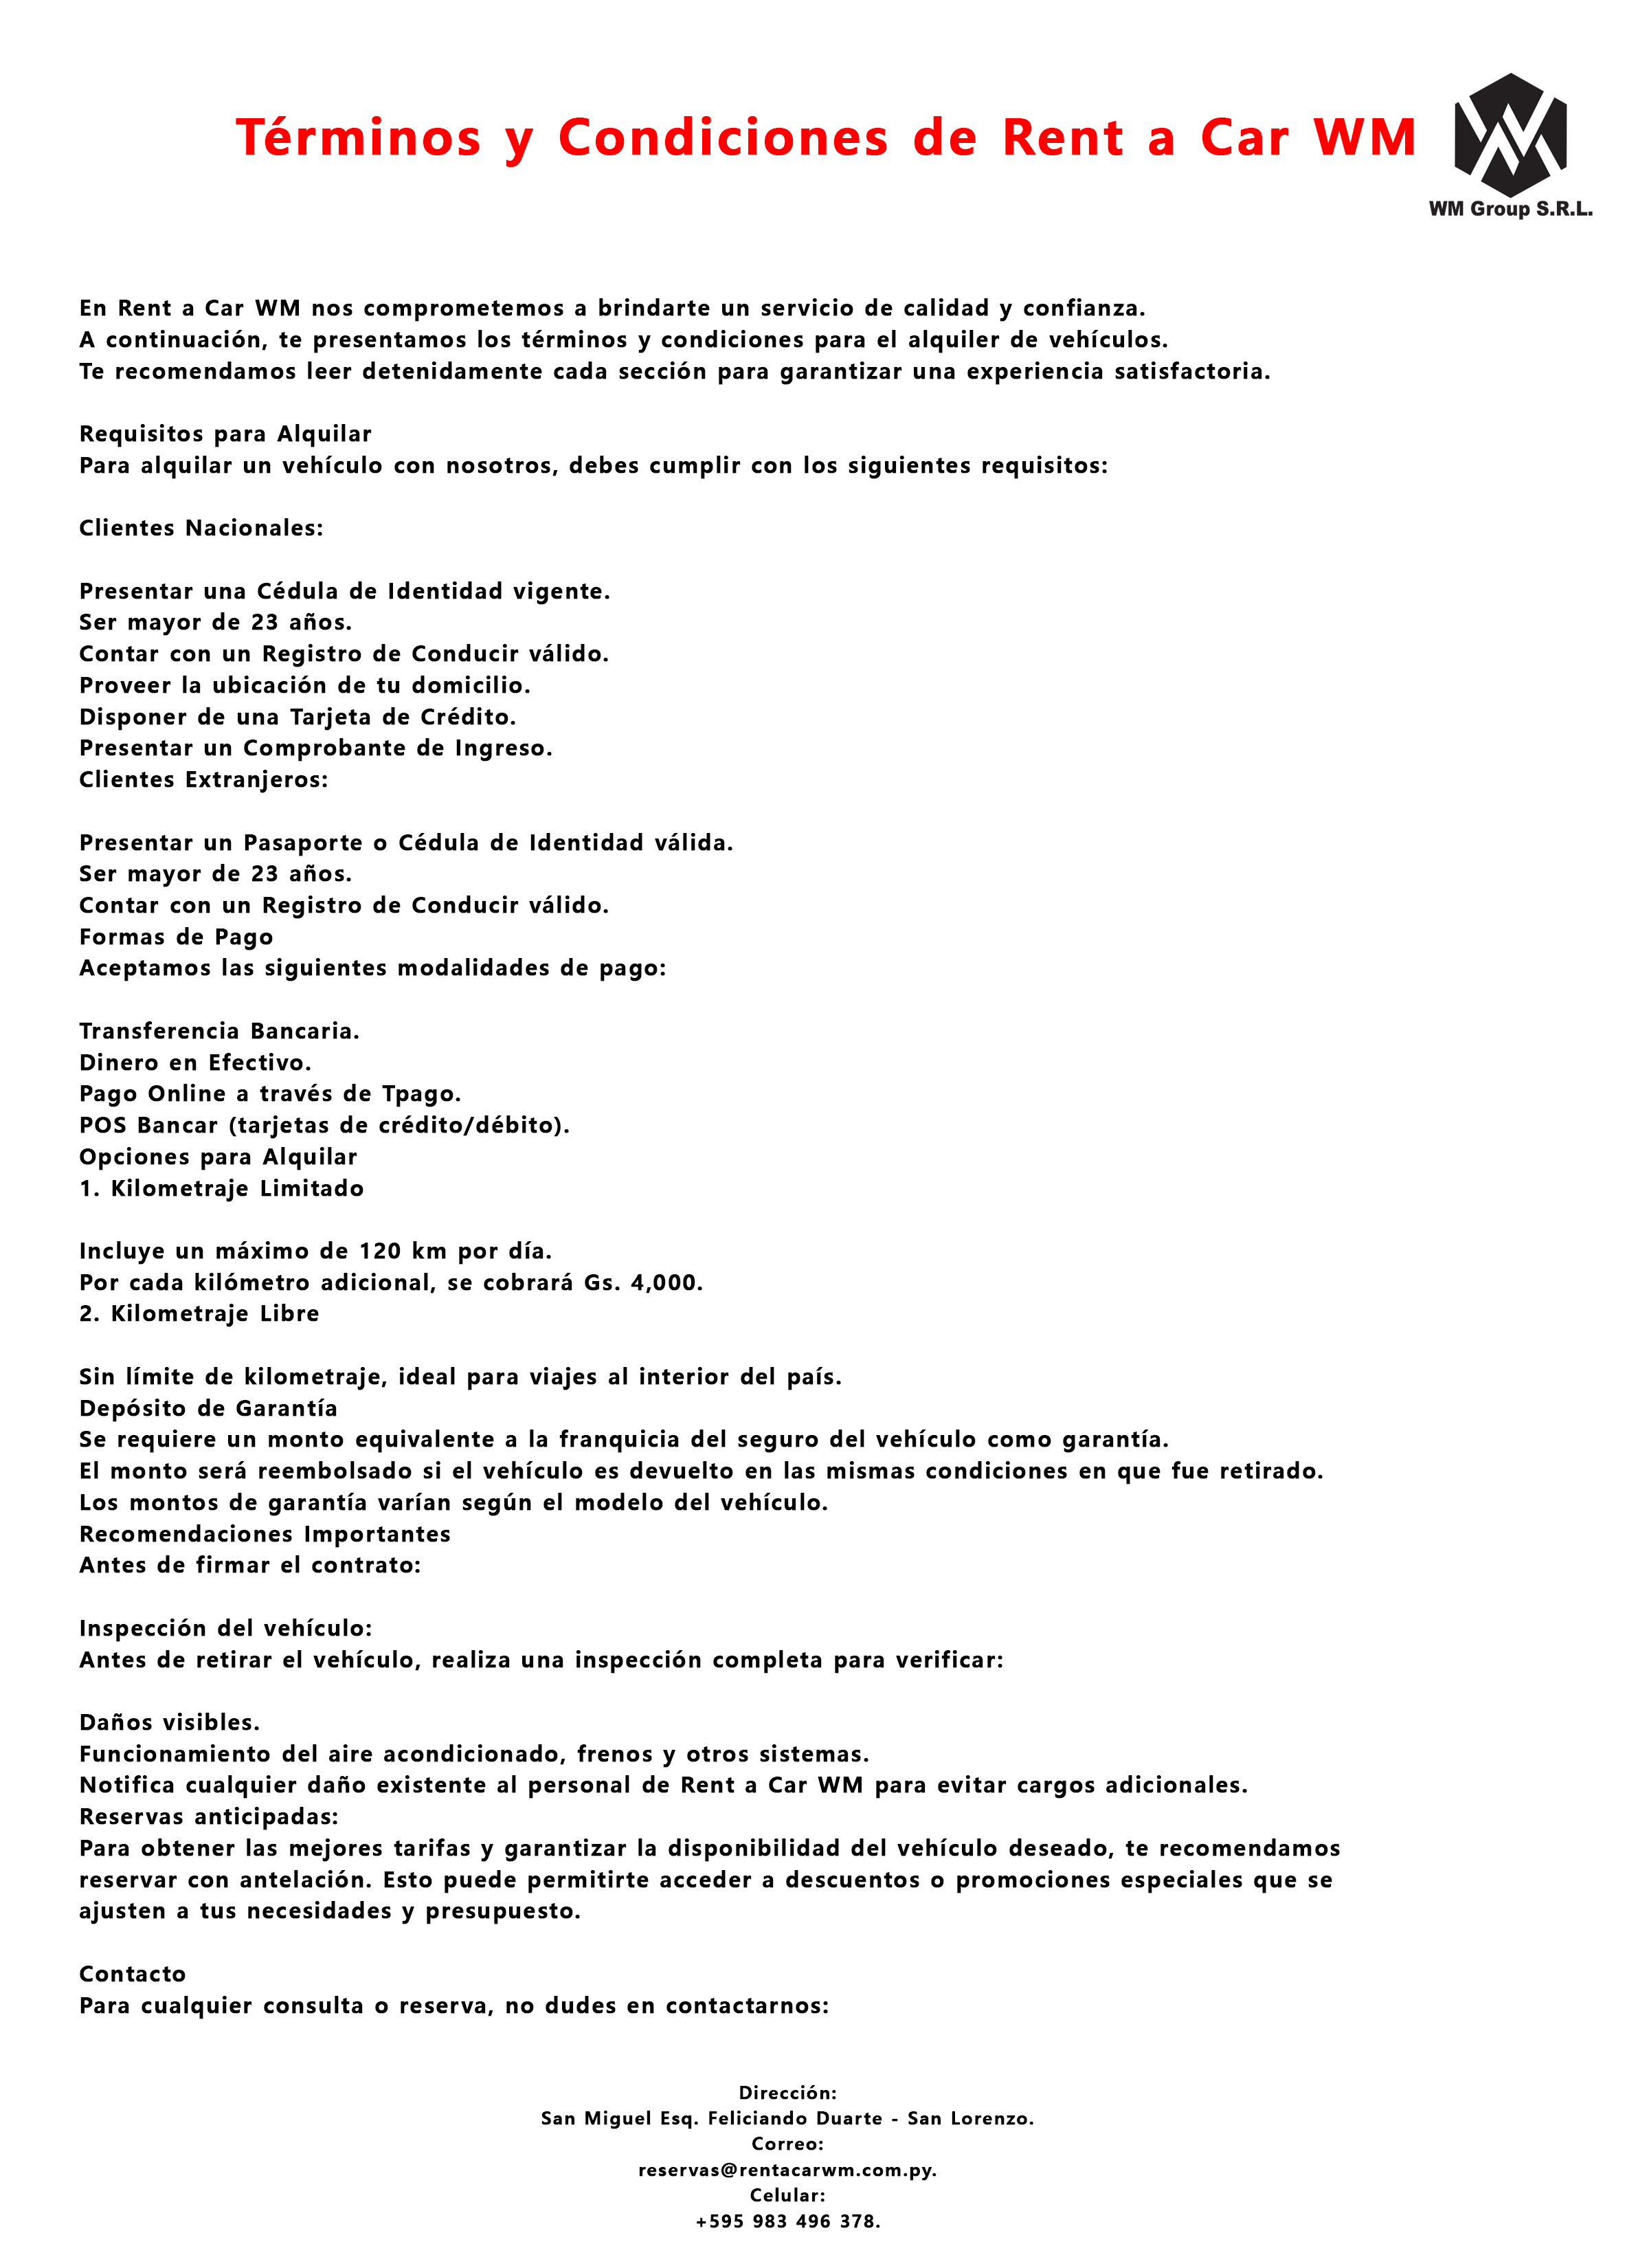 Términos y Condiciones de Rent a Car WM
WM Group S.R.L.
En Rent a Car WM nos comprometemos a brindarte un servicio de calidad y confianza.
A continuación, te presentamos los términos y condiciones para el alquiler de vehículos.
Te recomendamos leer detenidamente cada sección para garantizar una experiencia satisfactoria.
Requisitos para Alquilar
Para alquilar un vehículo con nosotros, debes cumplir con los siguientes requisitos:
Clientes Nacionales:
Presentar una Cédula de Identidad vigente.
Ser mayor de 23 años.
Contar con un Registro de Conducir válido.
Proveer la ubicación de tu domicilio.
Disponer de una Tarjeta de Crédito.
Presentar un Comprobante de Ingreso.
Clientes Extranjeros:
Presentar un Pasaporte o Cédula de Identidad válida.
Ser mayor de 23 años.
Contar con un Registro de Conducir válido.
Formas de Pago
Aceptamos las siguientes modalidades de pago:
Transferencia Bancaria.
Dinero en Efectivo.
Pago Online a través de Tpago.
POS Bancar (tarjetas de crédito/débito).
Opciones para Alquilar
1. Kilometraje Limitado
Incluye un máximo de 120 km por día.
Por cada kilómetro adicional, se cobrará Gs. 4,000.
2. Kilometraje Libre
Sin límite de kilometraje, ideal para viajes al interior del país.
Depósito de Garantía
Se requiere un monto equivalente a la franquicia del seguro del vehículo como garantía.
El monto será reembolsado si el vehículo es devuelto en las mismas condiciones en que fue retirado.
Los montos de garantía varían según el modelo del vehículo.
Recomendaciones Importantes
Antes de firmar el contrato:
Inspección del vehículo:
Antes de retirar el vehículo, realiza una inspección completa para verificar:
Daños visibles.
Funcionamiento del aire acondicionado, frenos y otros sistemas.
Notifica cualquier daño existente al personal de Rent a Car WM para evitar cargos adicionales.
Reservas anticipadas:
Para obtener las mejores tarifas y garantizar la disponibilidad del vehículo deseado, te recomendamos
reservar con antelación. Esto puede permitirte acceder a descuentos o promociones especiales que se
ajusten a tus necesidades y presupuesto.
Contacto
Para cualquier consulta o reserva, no dudes en contactarnos:
Dirección:
San Miguel Esq. Feliciando Duarte - San Lorenzo.
Correo:
reservas@rentacarwm.com.py.
Celular:
+595 983 496 378.